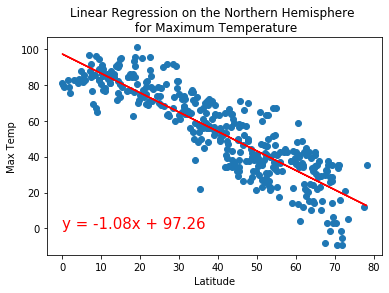 Linear Regression on the Northern Hemisphere
for Maximum Temperature
Max Temp
100
80
60
40
20
0
y = -1.08x + 97.26
0 10 20 30 40 50 60 70 80
Latitude